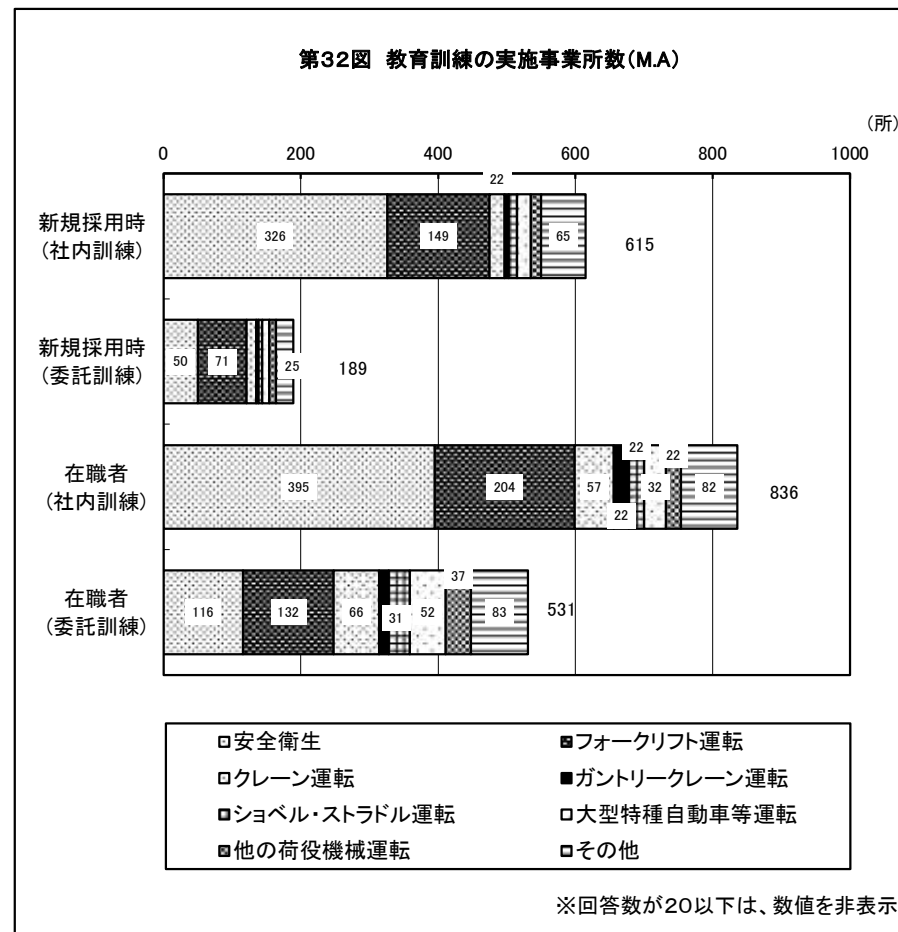 第32図 教育訓練の実施事業所数(M.A)
(所)
0 200 400 600 800 1000
新規採用時
(社内訓練)
326 149 22 65 615
新規採用時
(委託訓練)
50 71 25 189
在職者
(社内訓練)
395 204 57 22 22 32 22 82 836
在職者
(委託訓練)
116 132 66 31 52 37 83 531
安全衛生 フォークリフト運転
クレーン運転 ガントリークレーン運転
ショベル・ストラドル運転 大型特種自動車等運転
他の荷役機械運転 その他
※回答数が20以下は、数値を非表示